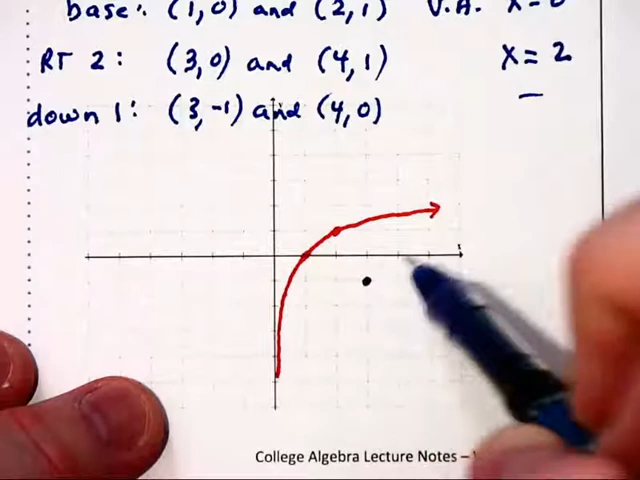 base: (1,0) and (2,1) V.A. x=0
RT 2: (3,0) and (4,1) x=2
down 1: (3,-1) and (4,0) —
College Algebra Lecture Notes –